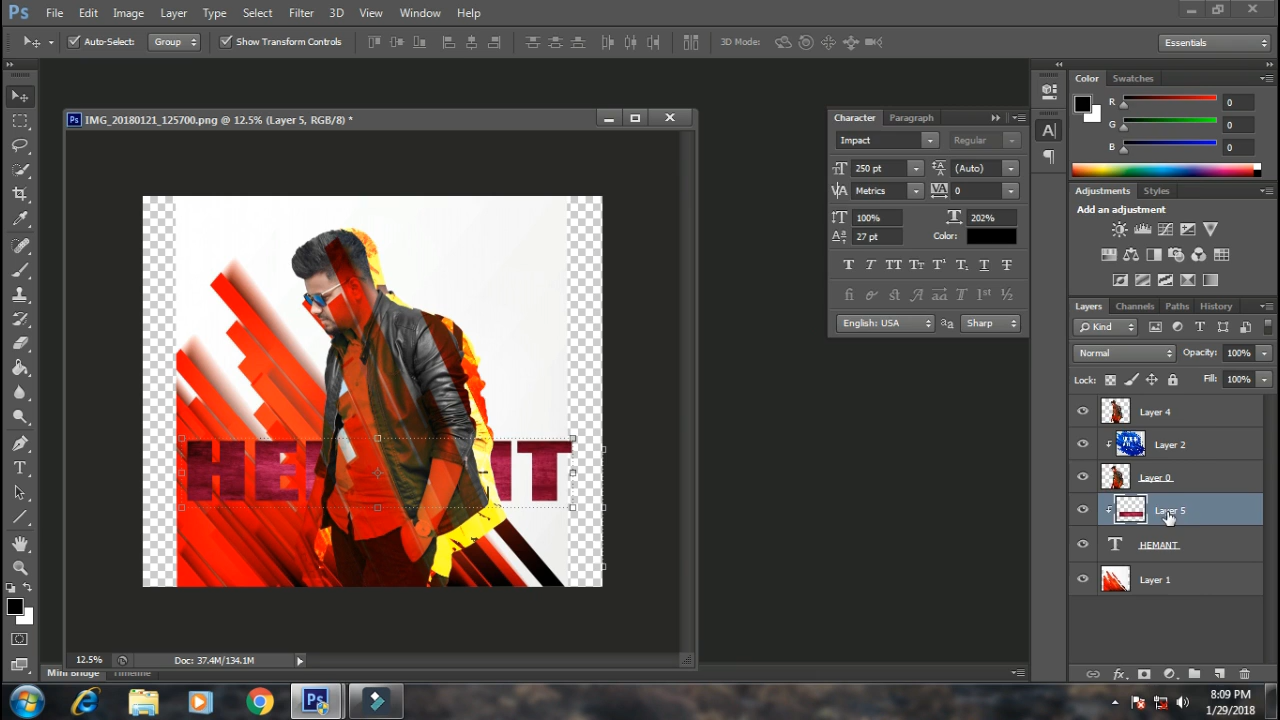 Ps File Edit Image Layer Type Select Filter 3D View Window Help
Auto-Select: Group Show Transform Controls 3D Mode: Essentials
Ps IMG_20180121_125700.png @ 12.5% (Layer 5, RGB/8) *
HE
NT
12.5% Doc: 37.4M/134.1M
Mini Bridge Timeline
Character Paragraph
Impact Regular
250 pt (Auto)
Metrics 0
100% 202%
27 pt Color:
English: USA Sharp
Color Swatches
R 0
G 0
B 0
Adjustments Styles
Add an adjustment
Layers Channels Paths History
Kind
Normal Opacity: 100%
Lock: Fill: 100%
Layer 4
Layer 2
Layer 0
Layer 5
HEMANT
Layer 1
Ps
8:09 PM
1/29/2018